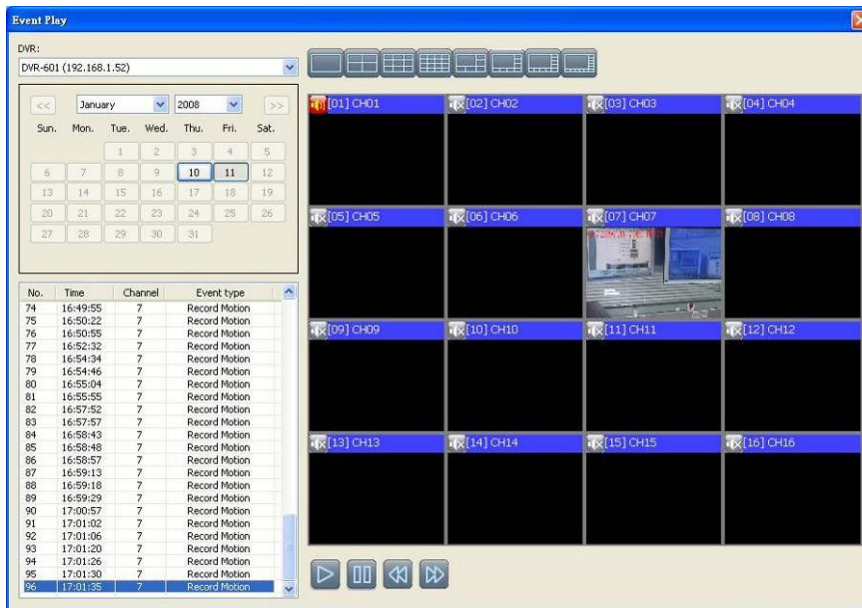 Event Play
DVR:
DVR-601 (192.168.1.52)
<< January 2008 >>
Sun. Mon. Tue. Wed. Thu. Fri. Sat.
1 2 3 4 5
6 7 8 9 10 11 12
13 14 15 16 17 18 19
20 21 22 23 24 25 26
27 28 29 30 31
No. Time Channel Event type
74 16:49:55 7 Record Motion
75 16:50:22 7 Record Motion
76 16:50:55 7 Record Motion
77 16:52:32 7 Record Motion
78 16:54:34 7 Record Motion
79 16:54:46 7 Record Motion
80 16:55:04 7 Record Motion
81 16:55:55 7 Record Motion
82 16:57:52 7 Record Motion
83 16:57:57 7 Record Motion
84 16:58:43 7 Record Motion
85 16:58:48 7 Record Motion
86 16:58:57 7 Record Motion
87 16:59:13 7 Record Motion
88 16:59:18 7 Record Motion
89 16:59:29 7 Record Motion
90 17:00:57 7 Record Motion
91 17:01:02 7 Record Motion
92 17:01:06 7 Record Motion
93 17:01:20 7 Record Motion
94 17:01:26 7 Record Motion
95 17:01:30 7 Record Motion
96 17:01:35 7 Record Motion
[01] CH01 [02] CH02 [03] CH03 [04] CH04
[05] CH05 [06] CH06 [07] CH07 [08] CH08
[09] CH09 [10] CH10 [11] CH11 [12] CH12
[13] CH13 [14] CH14 [15] CH15 [16] CH16